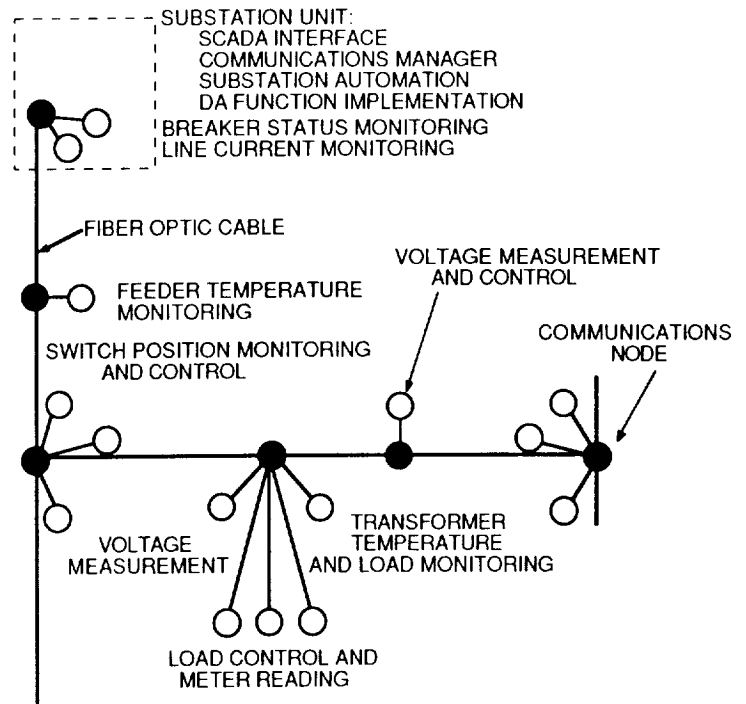 SUBSTATION UNIT:
SCADA INTERFACE
COMMUNICATIONS MANAGER
SUBSTATION AUTOMATION
DA FUNCTION IMPLEMENTATION
BREAKER STATUS MONITORING
LINE CURRENT MONITORING
FIBER OPTIC CABLE
VOLTAGE MEASUREMENT
AND CONTROL
FEEDER TEMPERATURE
MONITORING
COMMUNICATIONS
NODE
SWITCH POSITION MONITORING
AND CONTROL
VOLTAGE
MEASUREMENT
TRANSFORMER
TEMPERATURE
AND LOAD MONITORING
LOAD CONTROL AND
METER READING